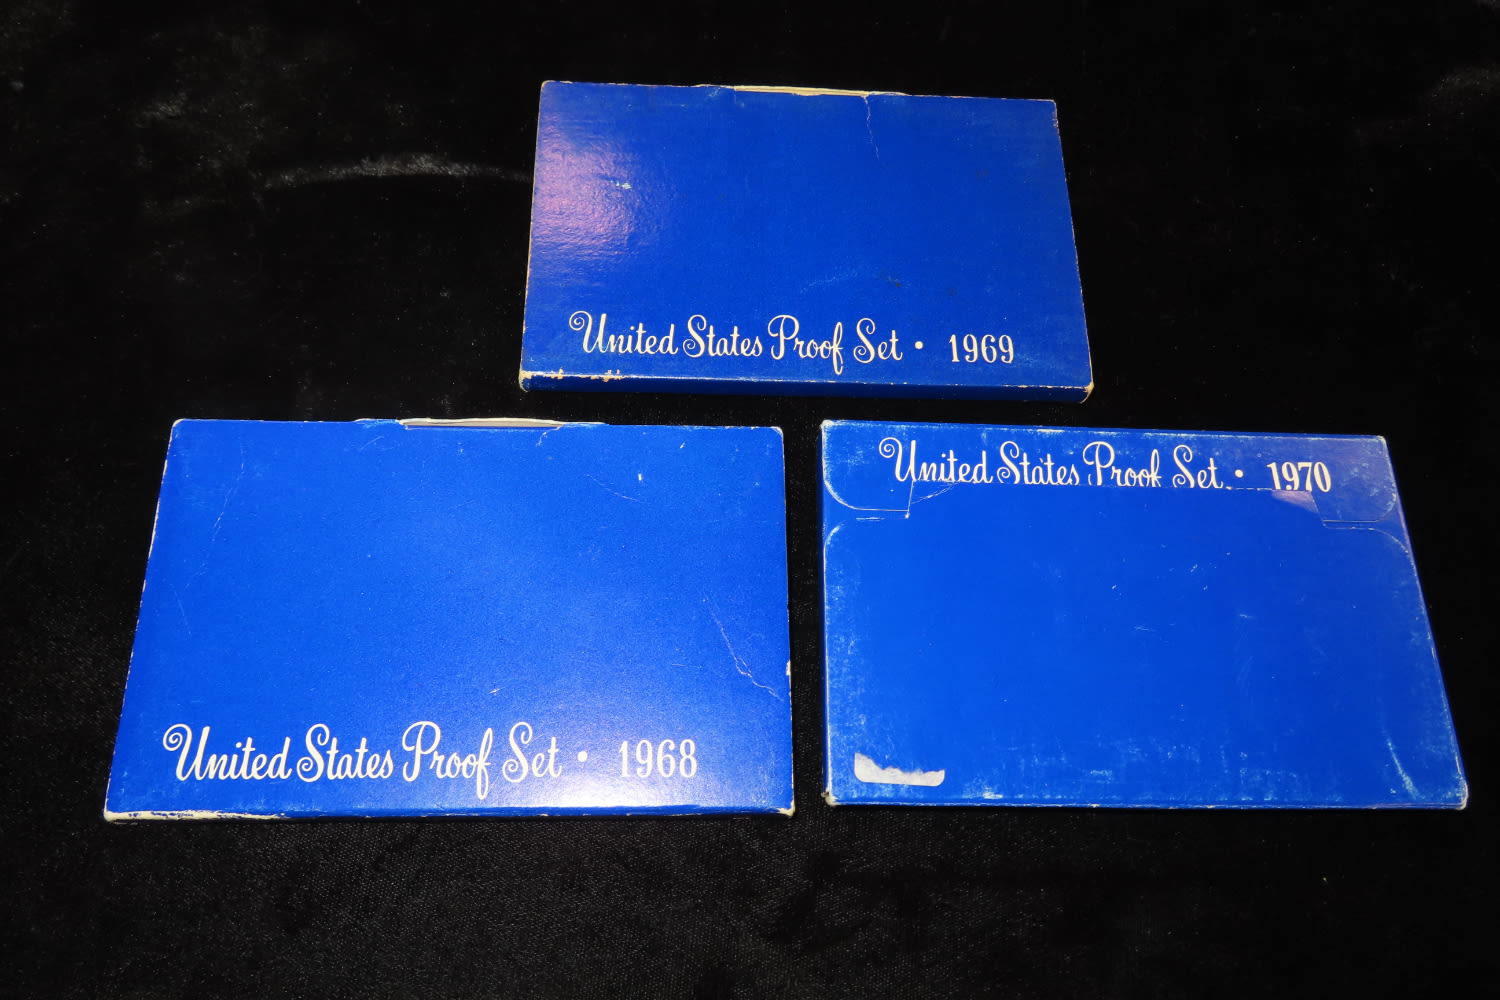 United States Proof Set • 1969
United States Proof Set • 1968
United States Proof Set • 1970